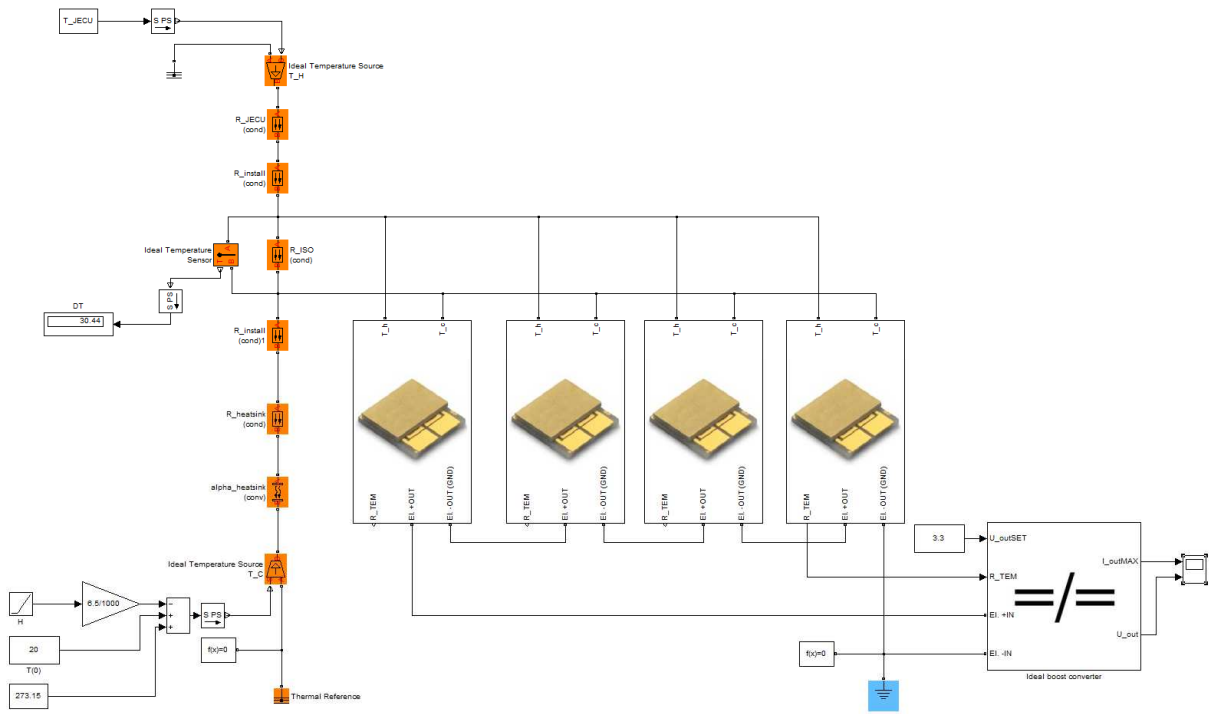 T_JECU
S PS
Ideal Temperature Source
T_H
R_JECU
(cond)
R_install
(cond)
Ideal Temperature
Sensor
A
B
T
R_ISO
(cond)
S PS
DT
30.44
R_install
(cond)1
R_heatsink
(cond)
alpha_heatsink
(conv)
Ideal Temperature Source
T_C
H
6.5/1000
S PS
20
T(0)
273.15
f(x)=0
Thermal Reference
T_h
T_c
R_TEM
El. +OUT
El. -OUT (GND)
T_h
T_c
R_TEM
El. +OUT
El. -OUT (GND)
T_h
T_c
R_TEM
El. +OUT
El. -OUT (GND)
T_h
T_c
R_TEM
El. +OUT
El. -OUT (GND)
3.3
U_outSET
R_TEM
El. +IN
El. -IN
=/=
I_outMAX
U_out
Ideal boost converter
f(x)=0